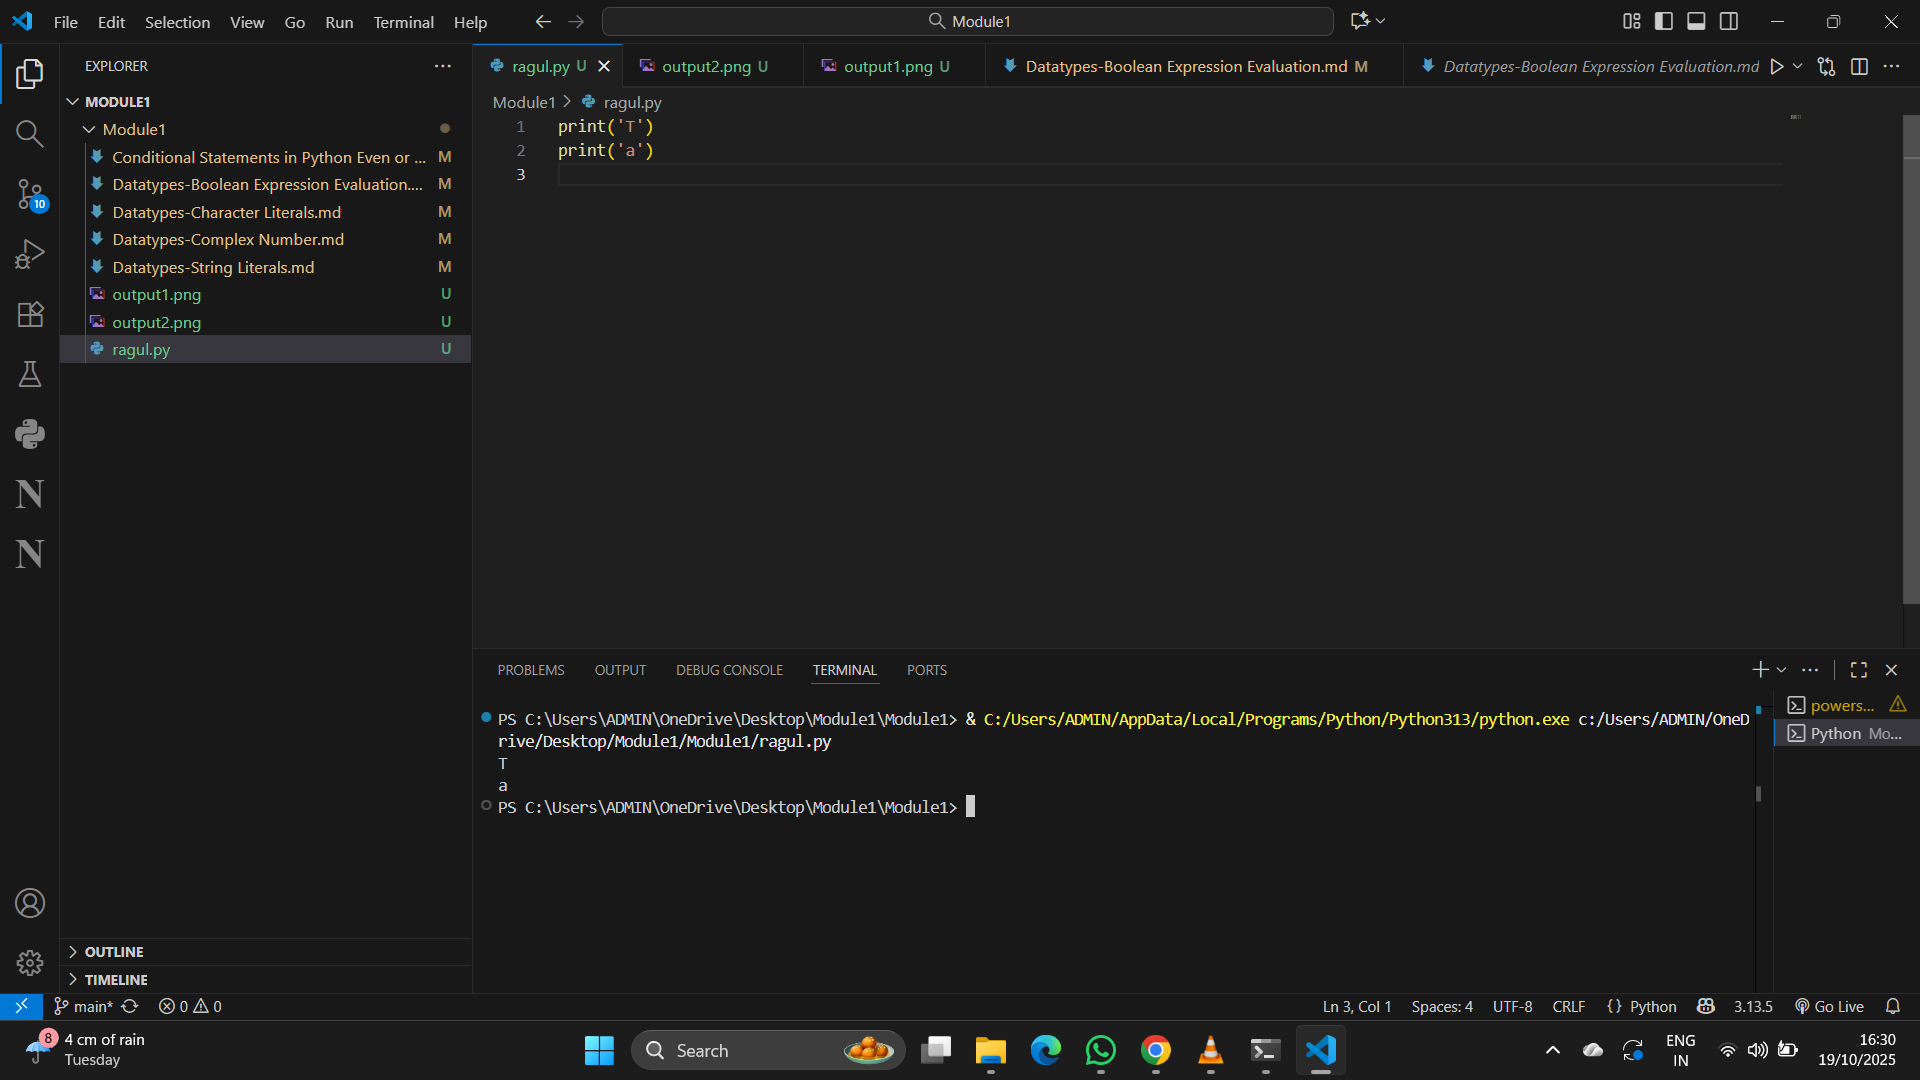 File Edit Selection View Go Run Terminal Help
Module1
EXPLORER
MODULE1
Module1
Conditional Statements in Python Even or ... M
Datatypes-Boolean Expression Evaluation.... M
Datatypes-Character Literals.md M
Datatypes-Complex Number.md M
Datatypes-String Literals.md M
output1.png U
output2.png U
ragul.py U
10
OUTLINE
TIMELINE
ragul.py U
output2.png U
output1.png U
Datatypes-Boolean Expression Evaluation.md M
Datatypes-Boolean Expression Evaluation.md
Module1 > ragul.py
1 print('T')
2 print('a')
3
PROBLEMS OUTPUT DEBUG CONSOLE TERMINAL PORTS
PS C:\Users\ADMIN\OneDrive\Desktop\Module1\Module1> & C:/Users/ADMIN/AppData/Local/Programs/Python/Python313/python.exe c:/Users/ADMIN/OneD
rive/Desktop/Module1/Module1/ragul.py
T
a
PS C:\Users\ADMIN\OneDrive\Desktop\Module1\Module1>
powers...
Python Mo...
main* 0 0 Ln 3, Col 1 Spaces: 4 UTF-8 CRLF {} Python 3.13.5 Go Live
8
4 cm of rain
Tuesday
Search
ENG
IN
16:30
19/10/2025